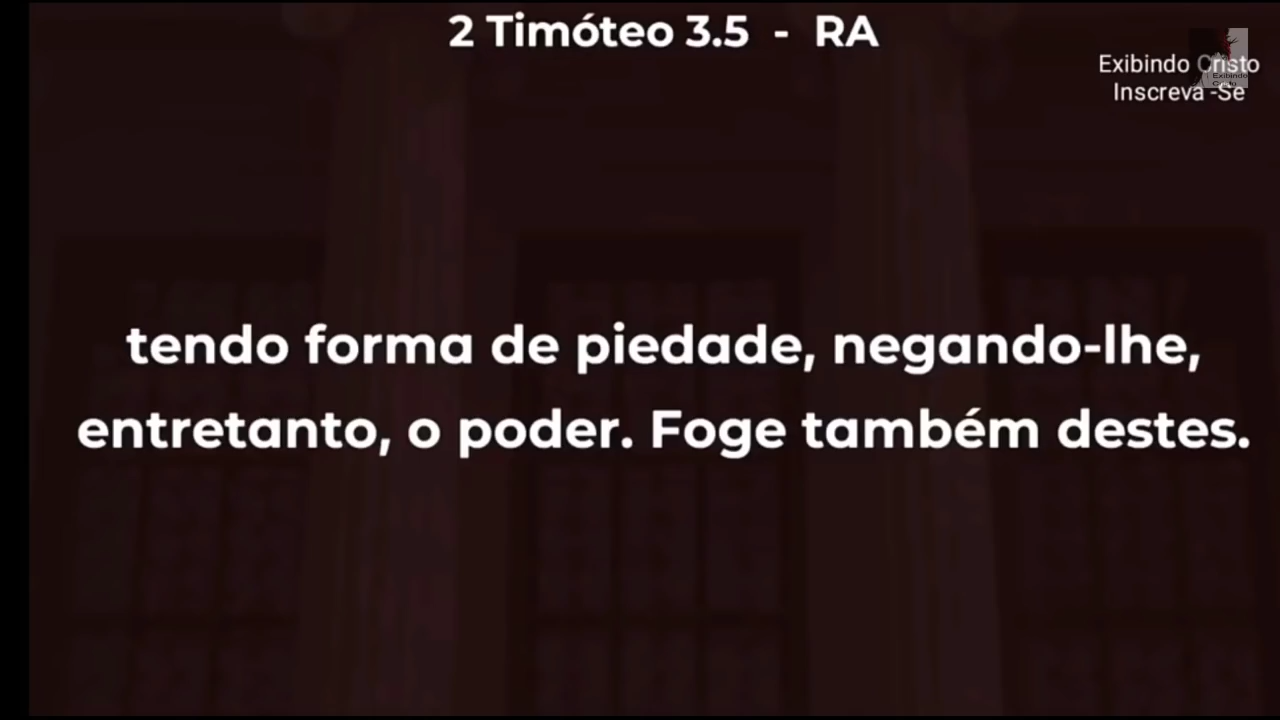 2 Timóteo 3.5 - RA
Exibindo Cristo
Inscreva -Se
Exibindo
tendo forma de piedade, negando-lhe,
entretanto, o poder. Foge também destes.